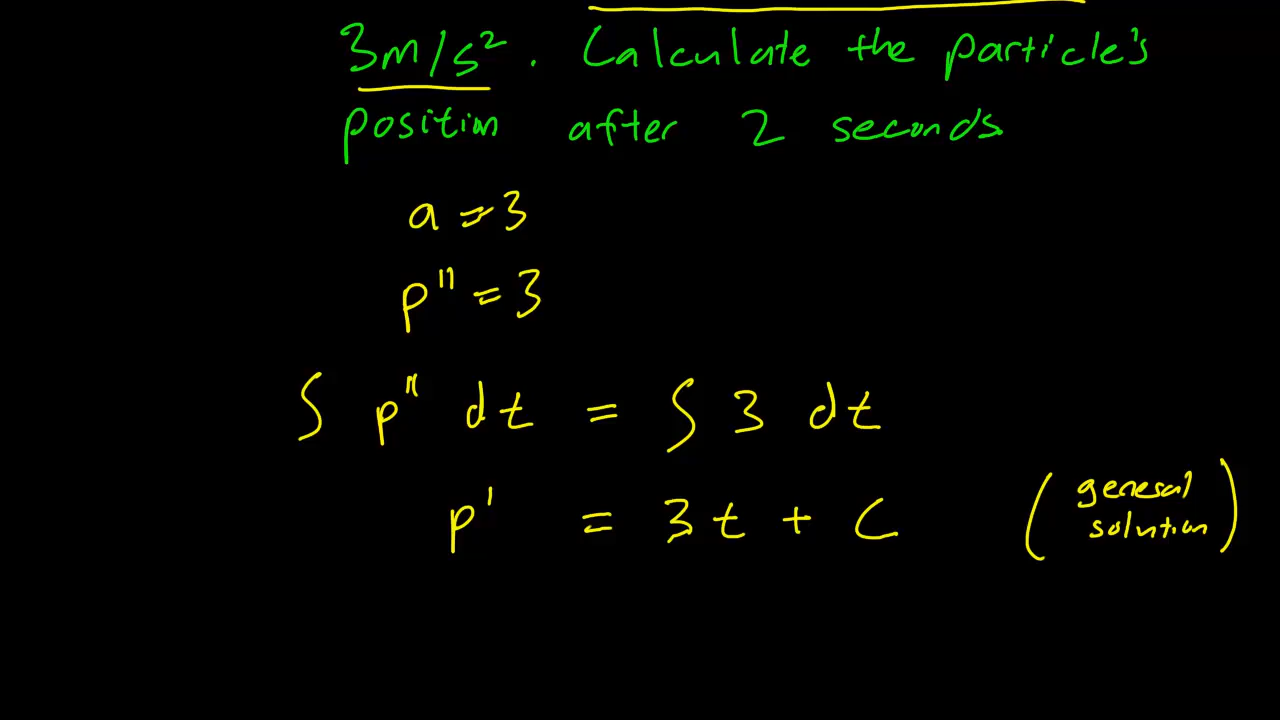 3m/s². Calculate the particle's
position after 2 seconds.
a = 3
p'' = 3
∫ p'' dt = ∫ 3 dt
p' = 3t + C (general
solution)